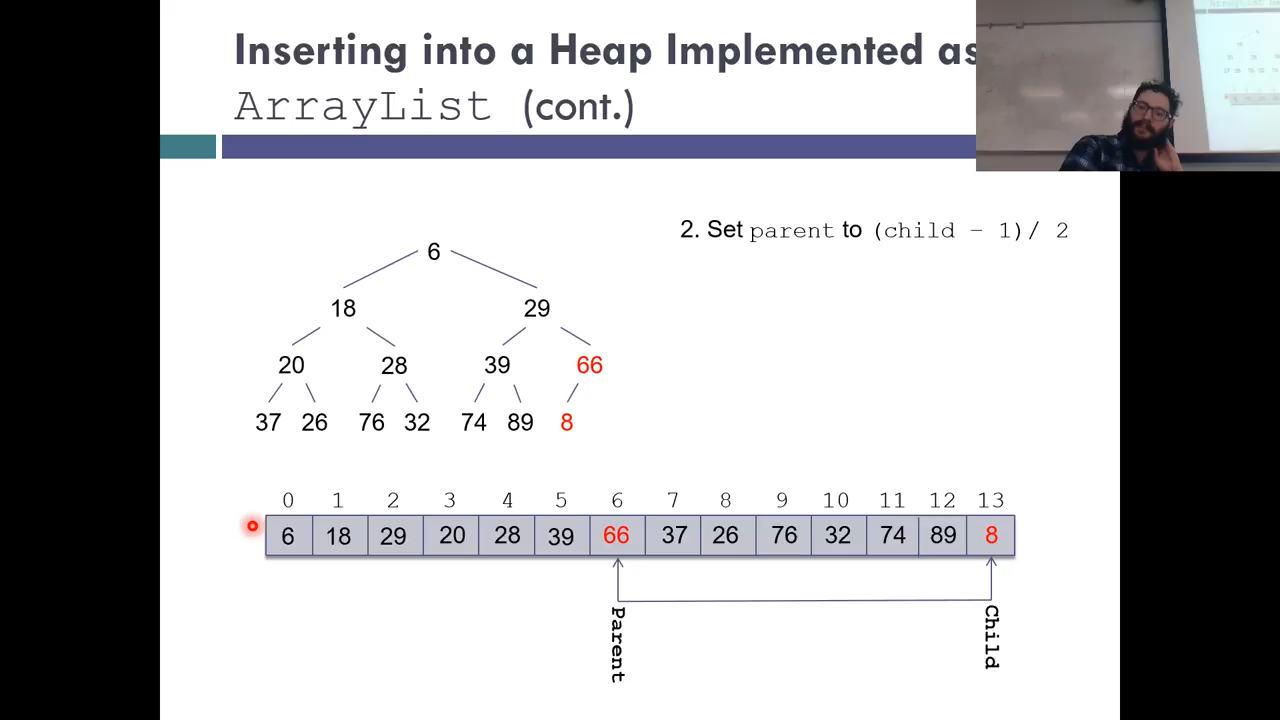 Inserting into a Heap Implemented as
ArrayList (cont.)
2. Set parent to (child - 1)/ 2
6
18 29
20 28 39 66
37 26 76 32 74 89 8
0 1 2 3 4 5 6 7 8 9 10 11 12 13
6 18 29 20 28 39 66 37 26 76 32 74 89 8
Parent
Child